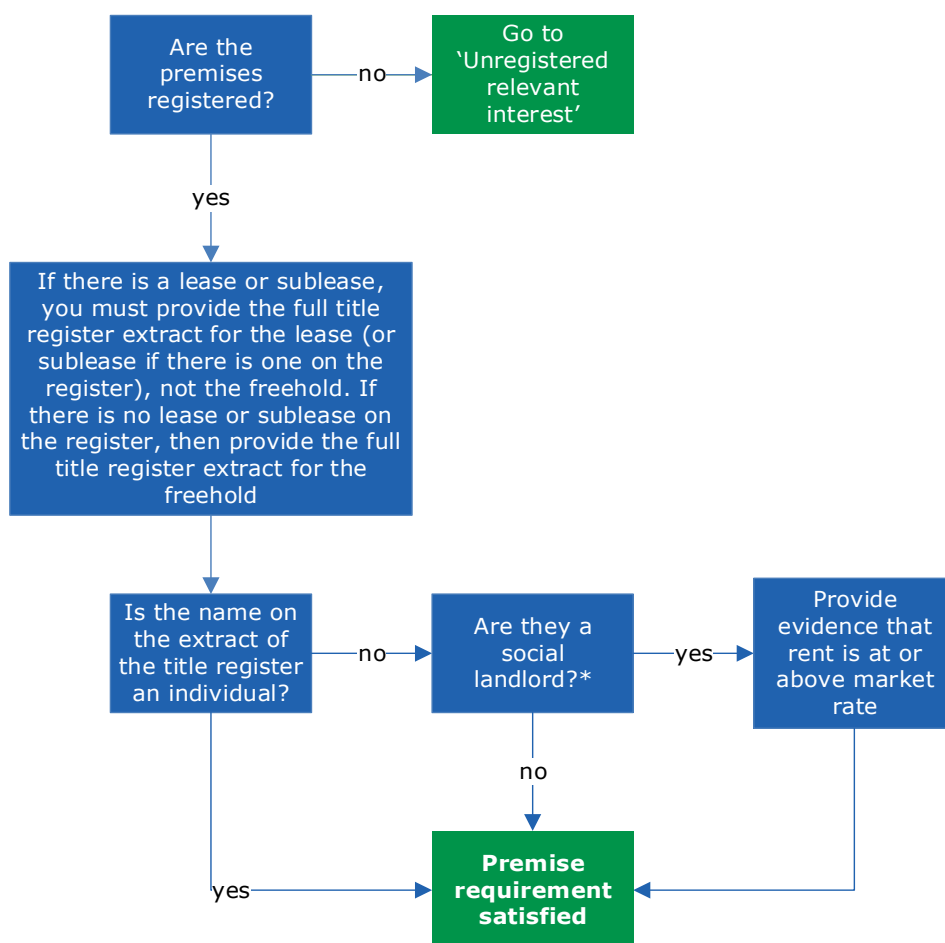 Are the
premises
registered?
no
Go to
‘Unregistered
relevant
interest’
yes
If there is a lease or sublease,
you must provide the full title
register extract for the lease (or
sublease if there is one on the
register), not the freehold. If
there is no lease or sublease on
the register, then provide the full
title register extract for the
freehold
Is the name on
the extract of
the title register
an individual?
no
Are they a
social
landlord?*
yes
Provide
evidence that
rent is at or
above market
rate
no
yes
Premise
requirement
satisfied